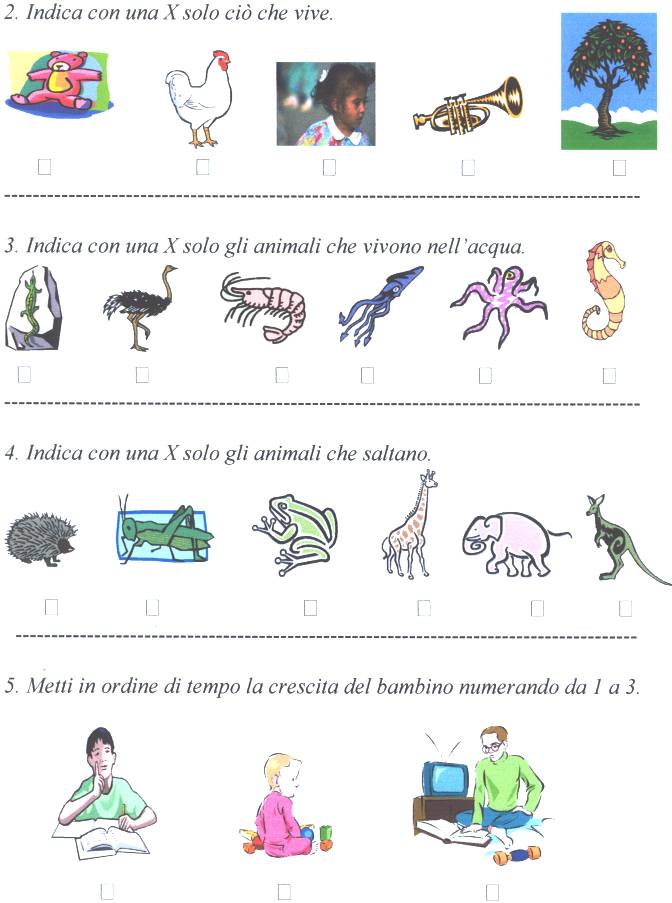 2. Indica con una X solo ciò che vive.
3. Indica con una X solo gli animali che vivono nell'acqua.
4. Indica con una X solo gli animali che saltano.
5. Metti in ordine di tempo la crescita del bambino numerando da 1 a 3.